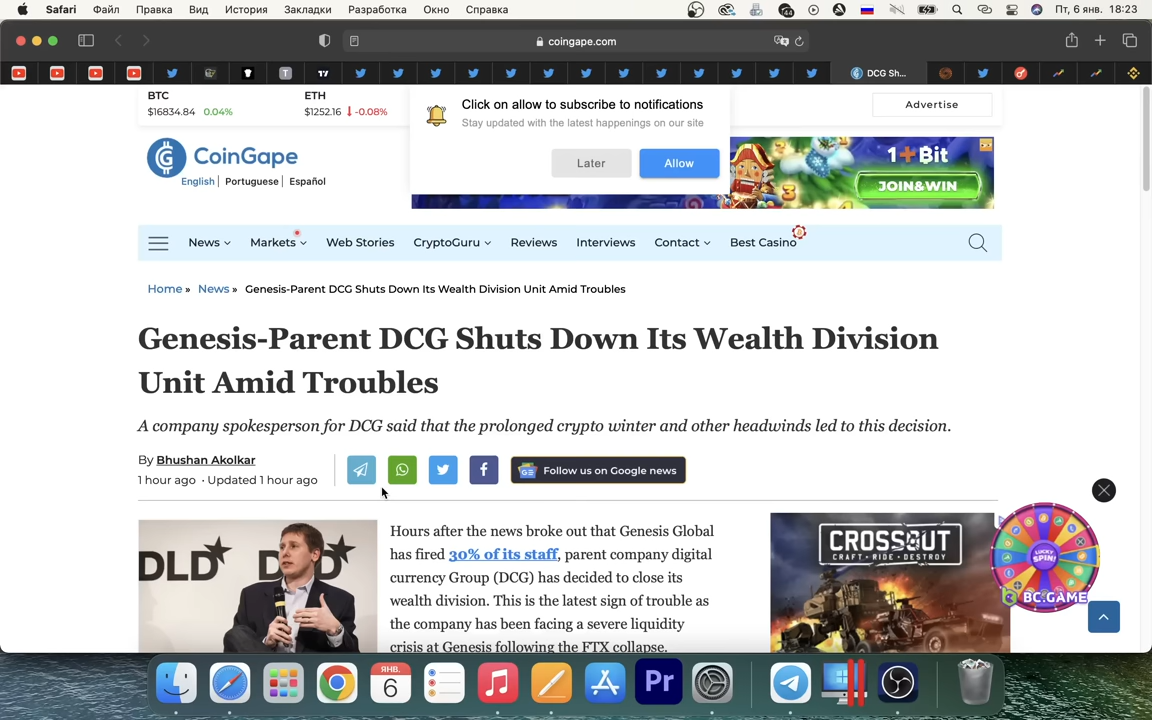 Safari Файл Правка Вид История Закладки Разработка Окно Справка 44 Пт, 6 янв. 18:23
coingape.com
DCG Sh...
BTC ETH Click on allow to subscribe to notifications Advertise
$16834.84 0.04% $1252.16 -0.08% Stay updated with the latest happenings on our site
CoinGape Later Allow 1+Bit
English | Portuguese | Español JOIN&WIN
News Markets Web Stories CryptoGuru Reviews Interviews Contact Best Casino
Home » News » Genesis-Parent DCG Shuts Down Its Wealth Division Unit Amid Troubles
Genesis-Parent DCG Shuts Down Its Wealth Division
Unit Amid Troubles
A company spokesperson for DCG said that the prolonged crypto winter and other headwinds led to this decision.
By Bhushan Akolkar
1 hour ago · Updated 1 hour ago
Follow us on Google news
DLD D D
Hours after the news broke out that Genesis Global
has fired 30% of its staff, parent company digital
currency Group (DCG) has decided to close its
wealth division. This is the latest sign of trouble as
the company has been facing a severe liquidity
crisis at Genesis following the FTX collapse.
CROSSOUT
CRAFT · RIDE · DESTROY
LUCKY
SPIN!
BC.GAME
ЯНВ.
6
Pr